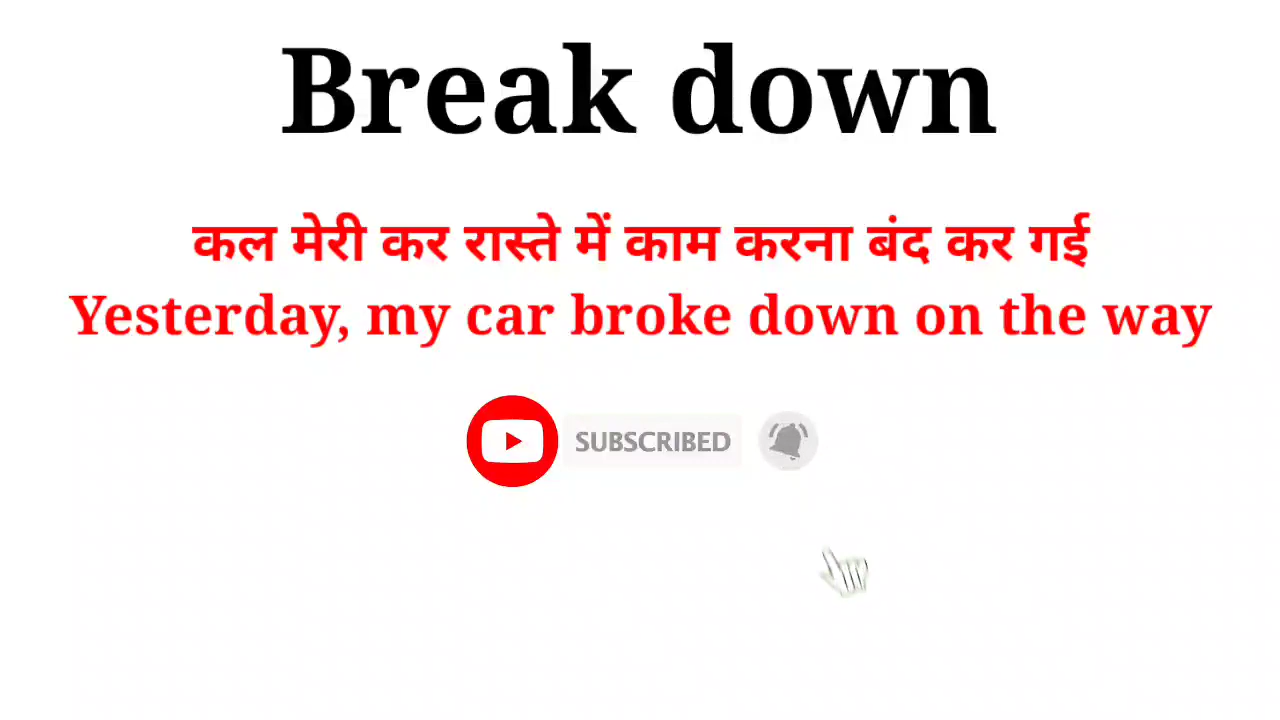 Break down
कल मेरी कर रास्ते में काम करना बंद कर गई
Yesterday, my car broke down on the way
SUBSCRIBED